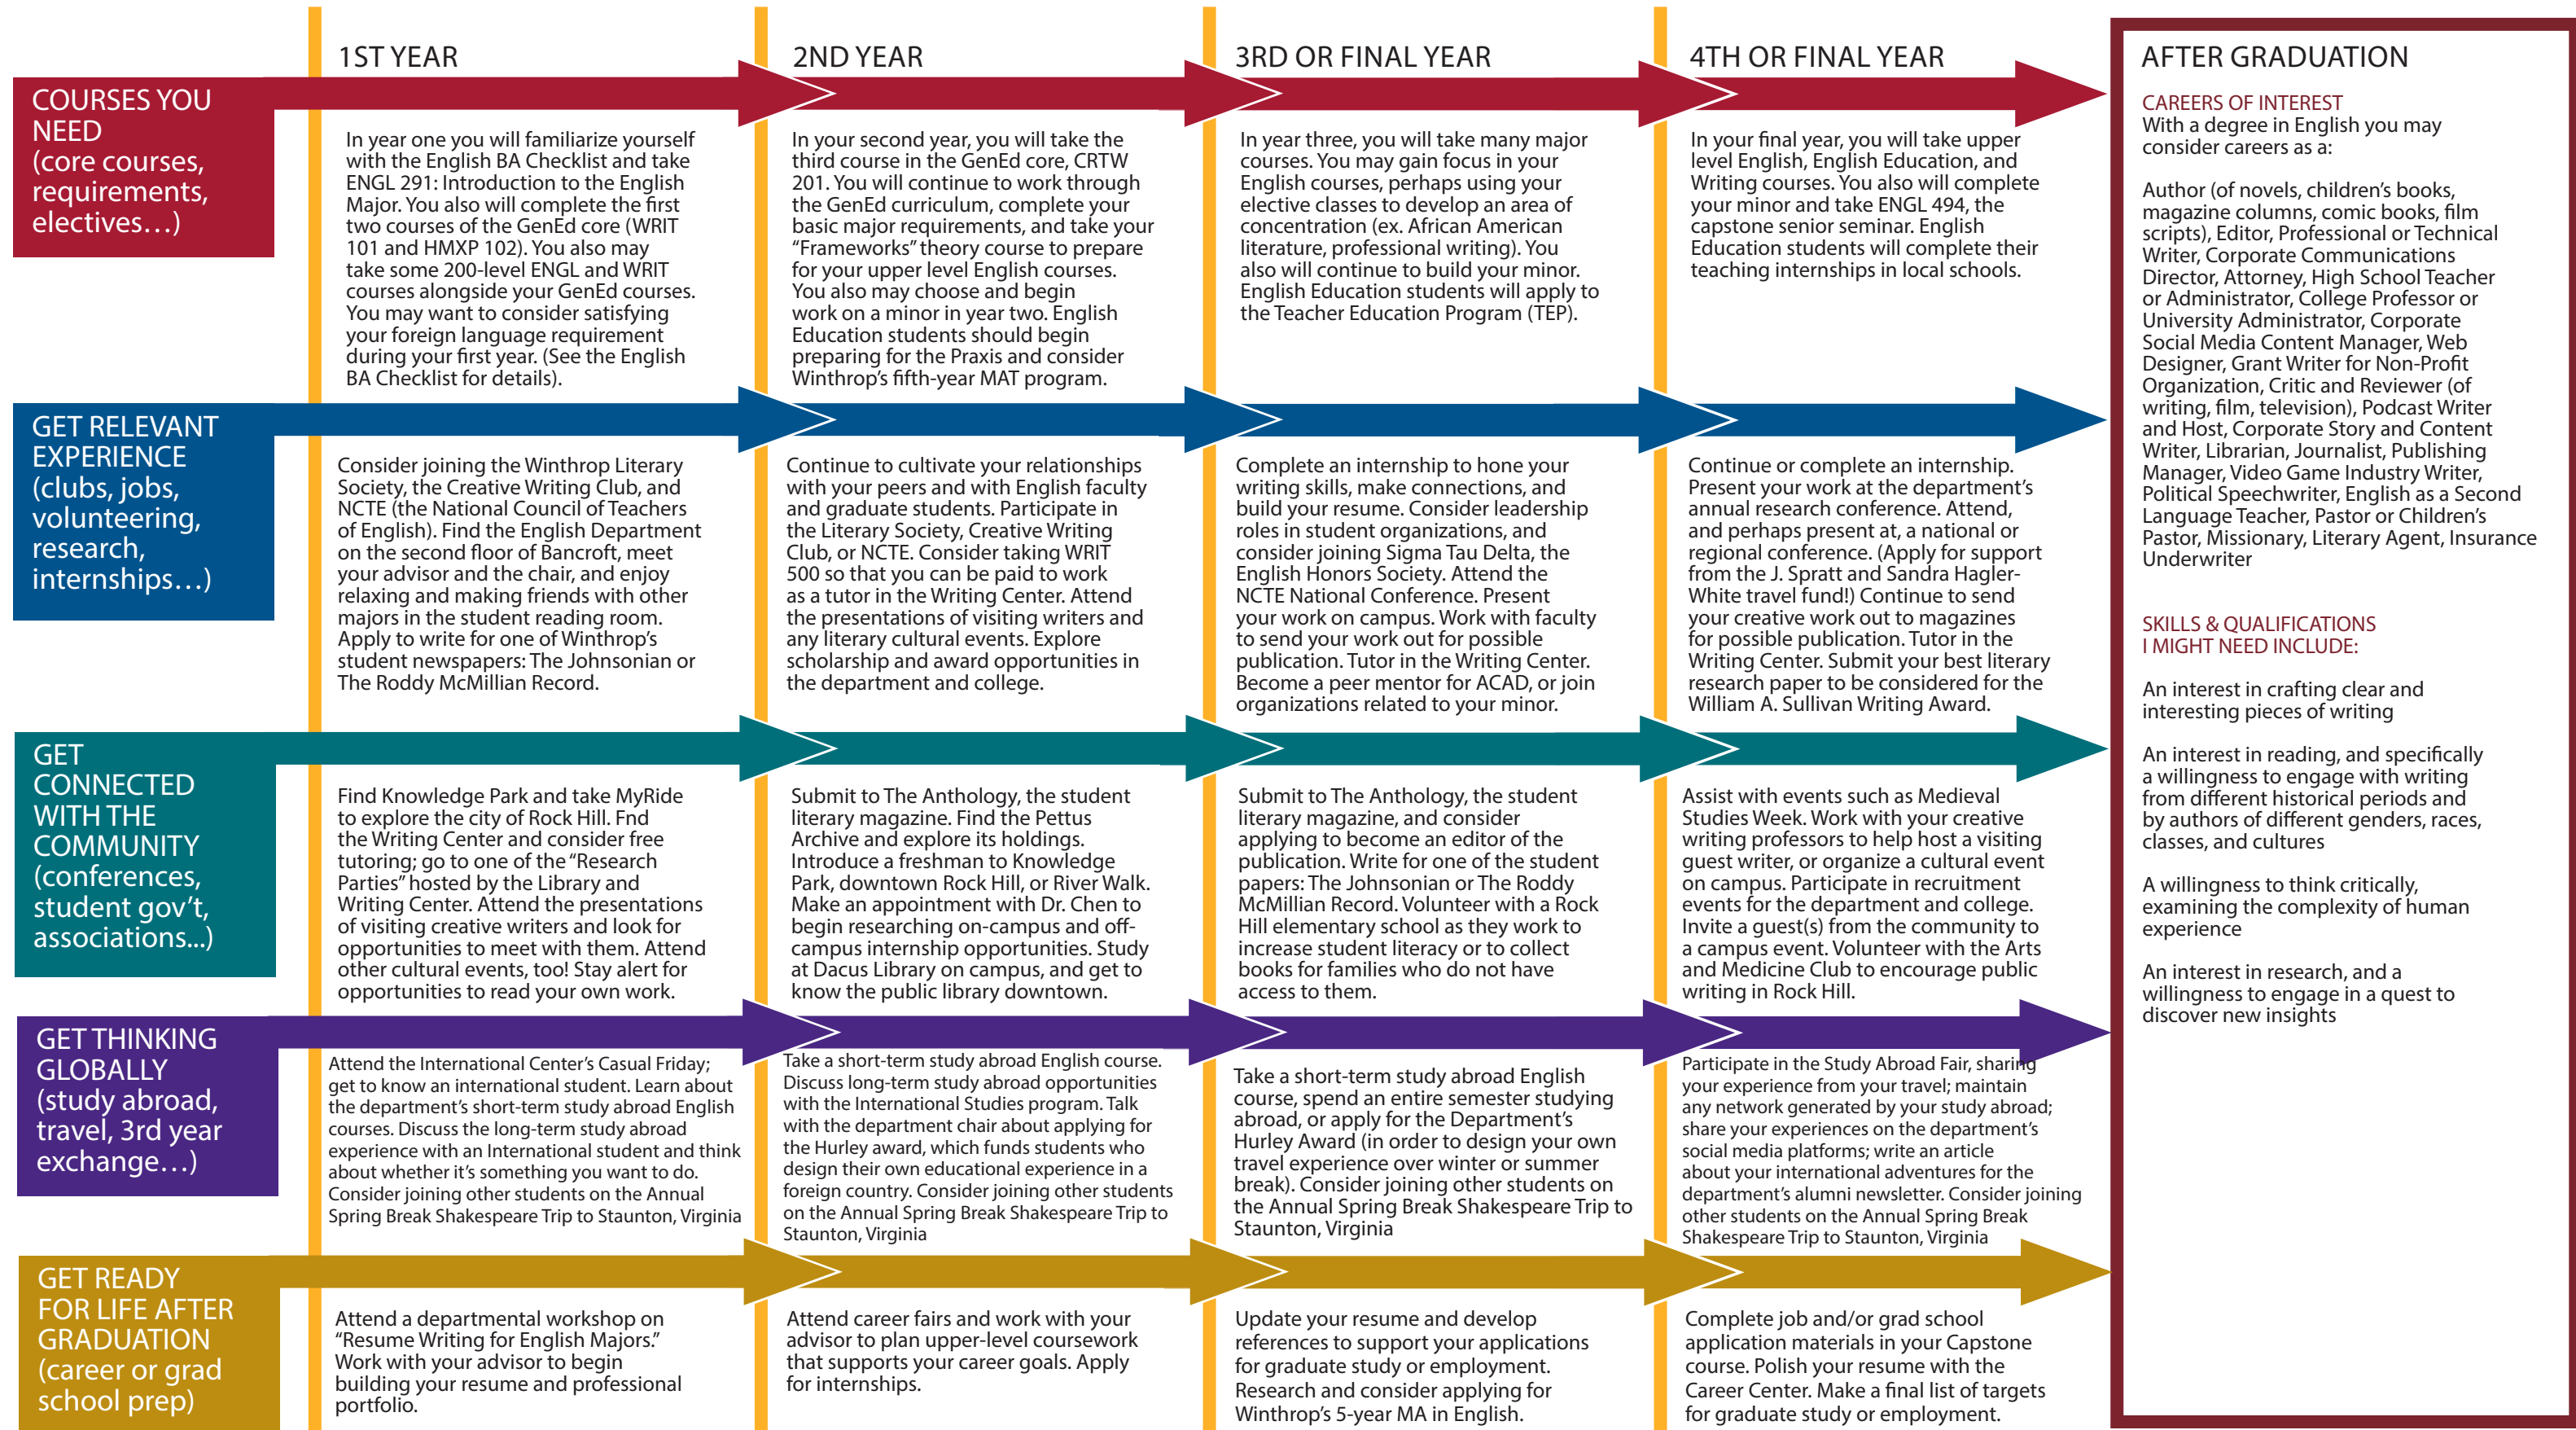 1ST YEAR
2ND YEAR
3RD OR FINAL YEAR
4TH OR FINAL YEAR
COURSES YOU
NEED
(core courses,
requirements,
electives…)
In year one you will familiarize yourself
with the English BA Checklist and take
ENGL 291: Introduction to the English
Major. You also will complete the first
two courses of the GenEd core (WRIT
101 and HMXP 102). You also may
take some 200-level ENGL and WRIT
courses alongside your GenEd courses.
You may want to consider satisfying
your foreign language requirement
during your first year. (See the English
BA Checklist for details).
In your second year, you will take the
third course in the GenEd core, CRTW
201. You will continue to work through
the GenEd curriculum, complete your
basic major requirements, and take your
“Frameworks” theory course to prepare
for your upper level English courses.
You also may choose and begin
work on a minor in year two. English
Education students should begin
preparing for the Praxis and consider
Winthrop’s fifth-year MAT program.
In year three, you will take many major
courses. You may gain focus in your
English courses, perhaps using your
elective classes to develop an area of
concentration (ex. African American
literature, professional writing). You
also will continue to build your minor.
English Education students will apply to
the Teacher Education Program (TEP).
In your final year, you will take upper
level English, English Education, and
Writing courses. You also will complete
your minor and take ENGL 494, the
capstone senior seminar. English
Education students will complete their
teaching internships in local schools.
GET RELEVANT
EXPERIENCE
(clubs, jobs,
volunteering,
research,
internships…)
Consider joining the Winthrop Literary
Society, the Creative Writing Club, and
NCTE (the National Council of Teachers
of English). Find the English Department
on the second floor of Bancroft, meet
your advisor and the chair, and enjoy
relaxing and making friends with other
majors in the student reading room.
Apply to write for one of Winthrop’s
student newspapers: The Johnsonian or
The Roddy McMillian Record.
Continue to cultivate your relationships
with your peers and with English faculty
and graduate students. Participate in
the Literary Society, Creative Writing
Club, or NCTE. Consider taking WRIT
500 so that you can be paid to work
as a tutor in the Writing Center. Attend
the presentations of visiting writers and
any literary cultural events. Explore
scholarship and award opportunities in
the department and college.
Complete an internship to hone your
writing skills, make connections, and
build your resume. Consider leadership
roles in student organizations, and
consider joining Sigma Tau Delta, the
English Honors Society. Attend the
NCTE National Conference. Present
your work on campus. Work with faculty
to send your work out for possible
publication. Tutor in the Writing Center.
Become a peer mentor for ACAD, or join
organizations related to your minor.
Continue or complete an internship.
Present your work at the department’s
annual research conference. Attend,
and perhaps present at, a national or
regional conference. (Apply for support
from the J. Spratt and Sandra Hagler-
White travel fund!) Continue to send
your creative work out to magazines
for possible publication. Tutor in the
Writing Center. Submit your best literary
research paper to be considered for the
William A. Sullivan Writing Award.
GET
CONNECTED
WITH THE
COMMUNITY
(conferences,
student gov’t,
associations...)
Find Knowledge Park and take MyRide
to explore the city of Rock Hill. Fnd
the Writing Center and consider free
tutoring; go to one of the “Research
Parties” hosted by the Library and
Writing Center. Attend the presentations
of visiting creative writers and look for
opportunities to meet with them. Attend
other cultural events, too! Stay alert for
opportunities to read your own work.
Submit to The Anthology, the student
literary magazine. Find the Pettus
Archive and explore its holdings.
Introduce a freshman to Knowledge
Park, downtown Rock Hill, or River Walk.
Make an appointment with Dr. Chen to
begin researching on-campus and off-
campus internship opportunities. Study
at Dacus Library on campus, and get to
know the public library downtown.
Submit to The Anthology, the student
literary magazine, and consider
applying to become an editor of the
publication. Write for one of the student
papers: The Johnsonian or The Roddy
McMillian Record. Volunteer with a Rock
Hill elementary school as they work to
increase student literacy or to collect
books for families who do not have
access to them.
Assist with events such as Medieval
Studies Week. Work with your creative
writing professors to help host a visiting
guest writer, or organize a cultural event
on campus. Participate in recruitment
events for the department and college.
Invite a guest(s) from the community to
a campus event. Volunteer with the Arts
and Medicine Club to encourage public
writing in Rock Hill.
GET THINKING
GLOBALLY
(study abroad,
travel, 3rd year
exchange…)
Attend the International Center’s Casual Friday;
get to know an international student. Learn about
the department’s short-term study abroad English
courses. Discuss the long-term study abroad
experience with an International student and think
about whether it’s something you want to do.
Consider joining other students on the Annual
Spring Break Shakespeare Trip to Staunton, Virginia
Take a short-term study abroad English course.
Discuss long-term study abroad opportunities
with the International Studies program. Talk
with the department chair about applying for
the Hurley award, which funds students who
design their own educational experience in a
foreign country. Consider joining other students
on the Annual Spring Break Shakespeare Trip to
Staunton, Virginia
Take a short-term study abroad English
course, spend an entire semester studying
abroad, or apply for the Department’s
Hurley Award (in order to design your own
travel experience over winter or summer
break). Consider joining other students on
the Annual Spring Break Shakespeare Trip to
Staunton, Virginia
Participate in the Study Abroad Fair, sharing
your experience from your travel; maintain
any network generated by your study abroad;
share your experiences on the department’s
social media platforms; write an article
about your international adventures for the
department’s alumni newsletter. Consider joining
other students on the Annual Spring Break
Shakespeare Trip to Staunton, Virginia
GET READY
FOR LIFE AFTER
GRADUATION
(career or grad
school prep)
Attend a departmental workshop on
“Resume Writing for English Majors.”
Work with your advisor to begin
building your resume and professional
portfolio.
Attend career fairs and work with your
advisor to plan upper-level coursework
that supports your career goals. Apply
for internships.
Update your resume and develop
references to support your applications
for graduate study or employment.
Research and consider applying for
Winthrop’s 5-year MA in English.
Complete job and/or grad school
application materials in your Capstone
course. Polish your resume with the
Career Center. Make a final list of targets
for graduate study or employment.
AFTER GRADUATION
CAREERS OF INTEREST
With a degree in English you may
consider careers as a:
Author (of novels, children’s books,
magazine columns, comic books, film
scripts), Editor, Professional or Technical
Writer, Corporate Communications
Director, Attorney, High School Teacher
or Administrator, College Professor or
University Administrator, Corporate
Social Media Content Manager, Web
Designer, Grant Writer for Non-Profit
Organization, Critic and Reviewer (of
writing, film, television), Podcast Writer
and Host, Corporate Story and Content
Writer, Librarian, Journalist, Publishing
Manager, Video Game Industry Writer,
Political Speechwriter, English as a Second
Language Teacher, Pastor or Children’s
Pastor, Missionary, Literary Agent, Insurance
Underwriter
SKILLS & QUALIFICATIONS
I MIGHT NEED INCLUDE:
An interest in crafting clear and
interesting pieces of writing
An interest in reading, and specifically
a willingness to engage with writing
from different historical periods and
by authors of different genders, races,
classes, and cultures
A willingness to think critically,
examining the complexity of human
experience
An interest in research, and a
willingness to engage in a quest to
discover new insights